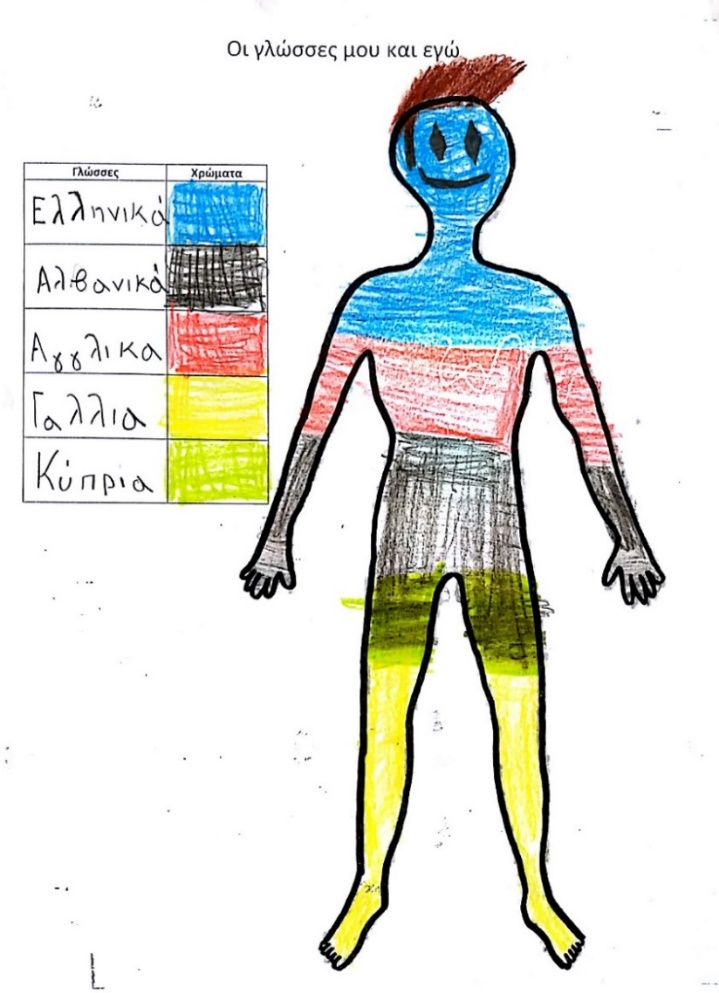 Οι γλώσσες μου και εγώ
Γλώσσες Χρώματα
Ελληνικά
Αλβανικά
Αγγλικα
Γαλλια
Κύπρια